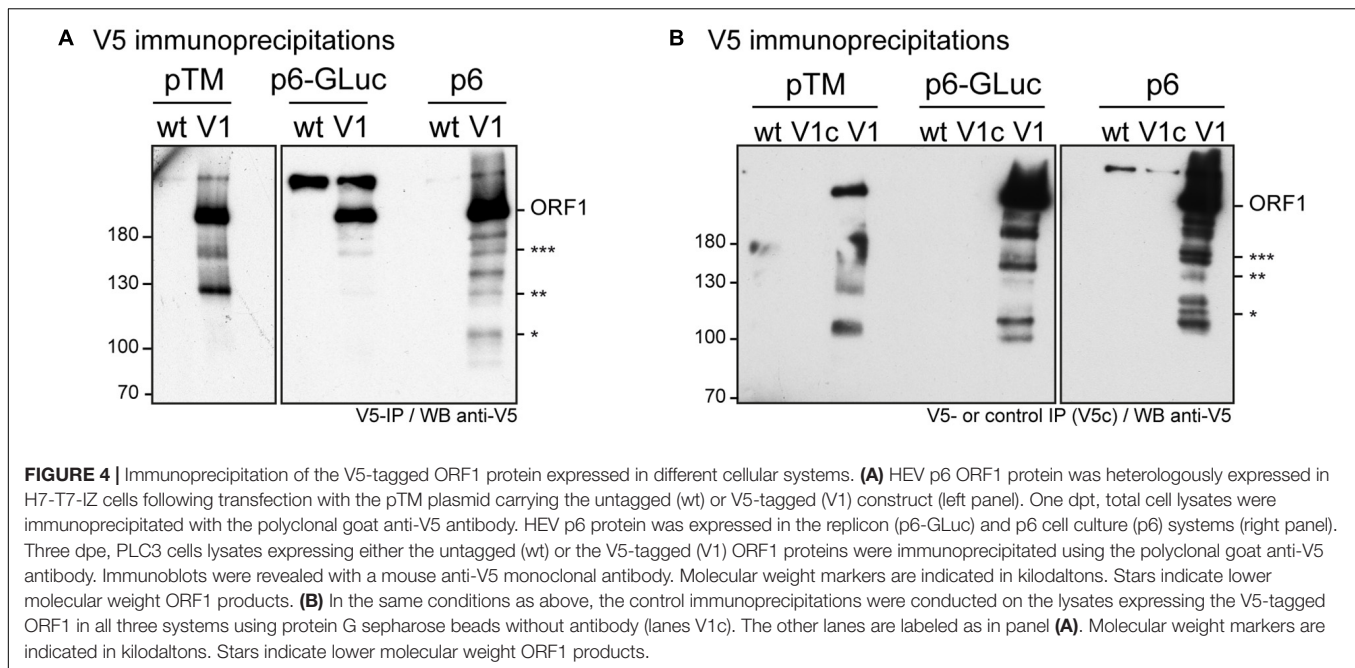 A V5 immunoprecipitations
pTM p6-GLuc p6
wt V1 wt V1 wt V1
180
130
100
70
ORF1
***
**
*
V5-IP / WB anti-V5
B V5 immunoprecipitations
pTM p6-GLuc p6
wt V1c V1 wt V1c V1 wt V1c V1
180
130
100
70
ORF1
***
**
*
V5- or control IP (V5c) / WB anti-V5
FIGURE 4 | Immunoprecipitation of the V5-tagged ORF1 protein expressed in different cellular systems. (A) HEV p6 ORF1 protein was heterologously expressed in
H7-T7-IZ cells following transfection with the pTM plasmid carrying the untagged (wt) or V5-tagged (V1) construct (left panel). One dpt, total cell lysates were
immunoprecipitated with the polyclonal goat anti-V5 antibody. HEV p6 protein was expressed in the replicon (p6-GLuc) and p6 cell culture (p6) systems (right panel).
Three dpe, PLC3 cells lysates expressing either the untagged (wt) or the V5-tagged (V1) ORF1 proteins were immunoprecipitated using the polyclonal goat anti-V5
antibody. Immunoblots were revealed with a mouse anti-V5 monoclonal antibody. Molecular weight markers are indicated in kilodaltons. Stars indicate lower
molecular weight ORF1 products. (B) In the same conditions as above, the control immunoprecipitations were conducted on the lysates expressing the V5-tagged
ORF1 in all three systems using protein G sepharose beads without antibody (lanes V1c). The other lanes are labeled as in panel (A). Molecular weight markers are
indicated in kilodaltons. Stars indicate lower molecular weight ORF1 products.